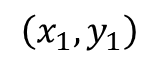 (x₁, y₁)